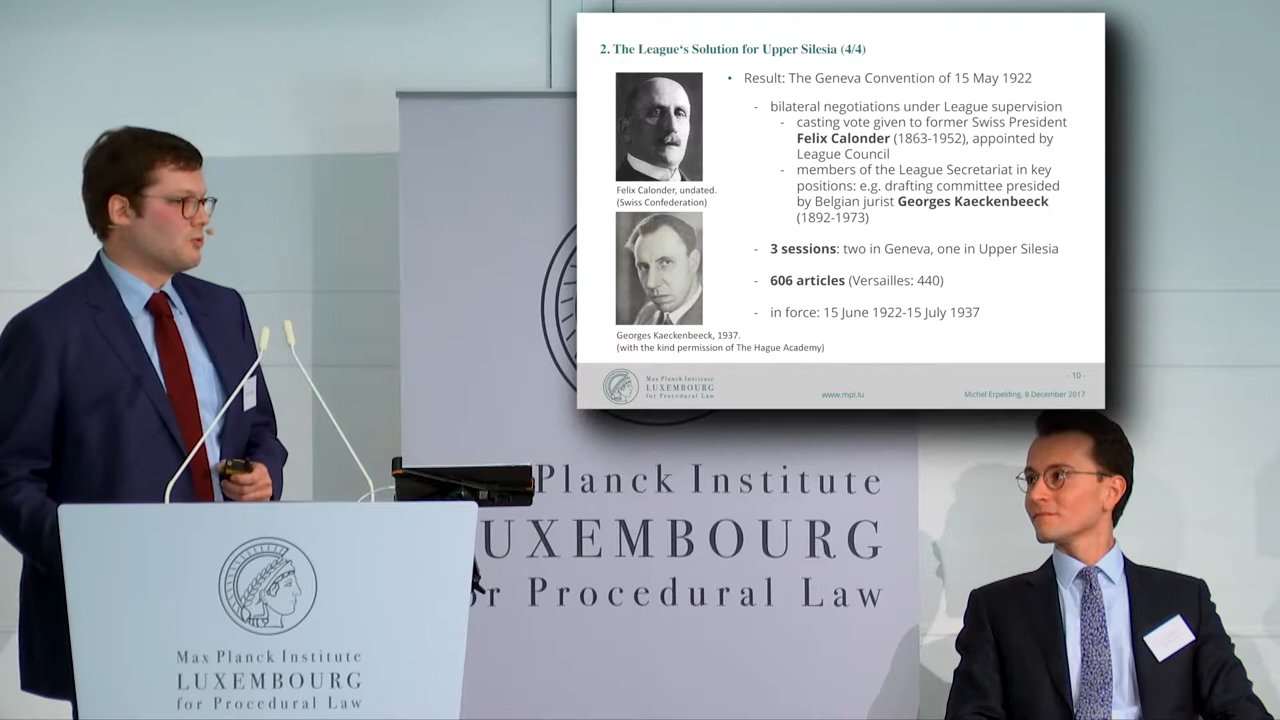 2. The League‘s Solution for Upper Silesia (4/4)
• Result: The Geneva Convention of 15 May 1922
- bilateral negotiations under League supervision
- casting vote given to former Swiss President
Felix Calonder (1863-1952), appointed by
League Council
- members of the League Secretariat in key
positions: e.g. drafting committee presided
by Belgian jurist Georges Kaeckenbeeck
(1892-1973)
- 3 sessions: two in Geneva, one in Upper Silesia
- 606 articles (Versailles: 440)
- in force: 15 June 1922-15 July 1937
Felix Calonder, undated.
(Swiss Confederation)
Georges Kaeckenbeeck, 1937.
(with the kind permission of The Hague Academy)
Max Planck Institute
LUXEMBOURG
for Procedural Law
www.mpi.lu
- 10 -
Michel Erpelding, 8 December 2017
Planck Institute
UXEMBOURG
or Procedural Law
Max Planck Institute
LUXEMBOURG
for Procedural Law